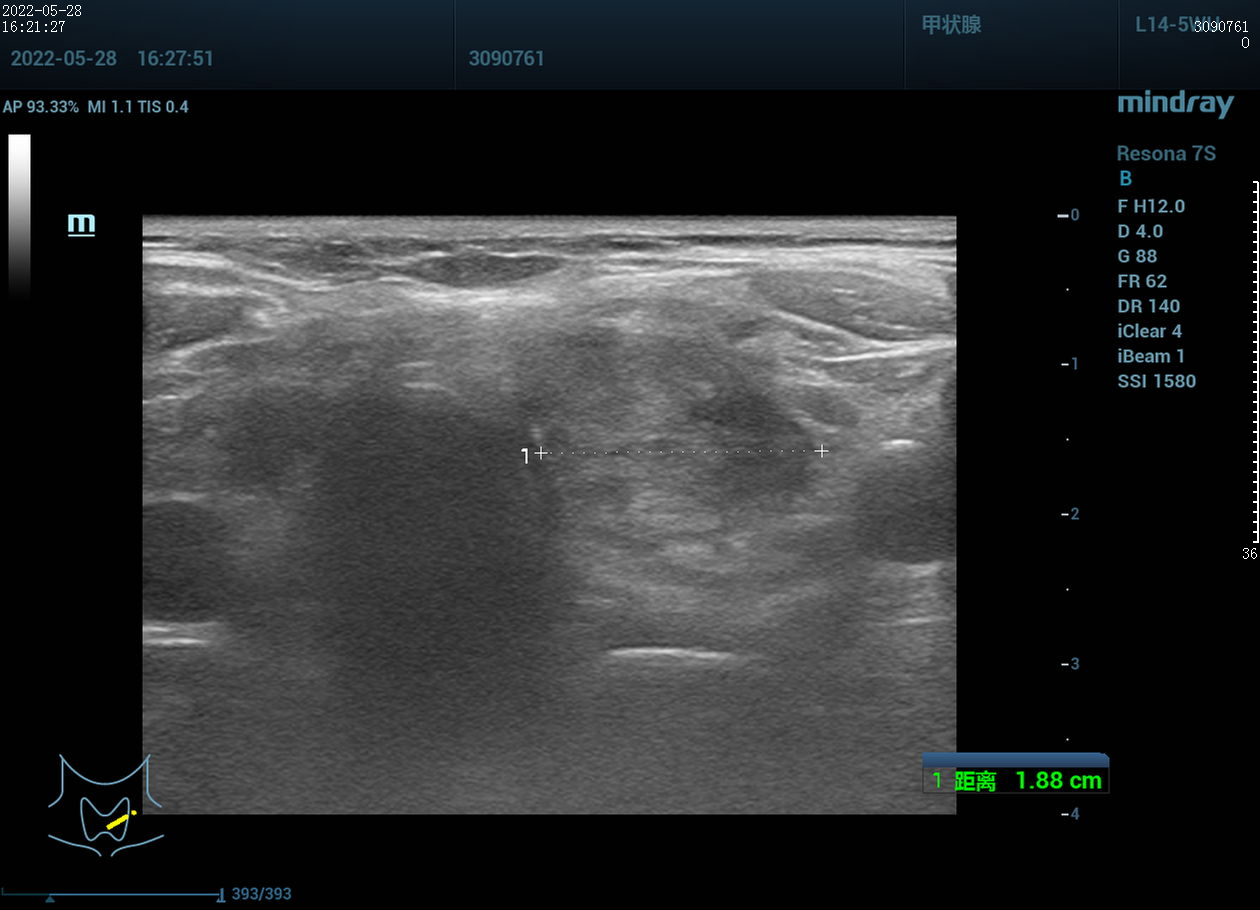 2022-05-28
16:21:27
2022-05-28 16:27:51
3090761
甲状腺
L14-5W
3090761
0
AP 93.33% MI 1.1 TIS 0.4
mindray
Resona 7S
B
F H12.0
D 4.0
G 88
FR 62
DR 140
iClear 4
iBeam 1
SSI 1580
m
0
1
1
2
36
3
1 距离 1.88 cm
4
393/393